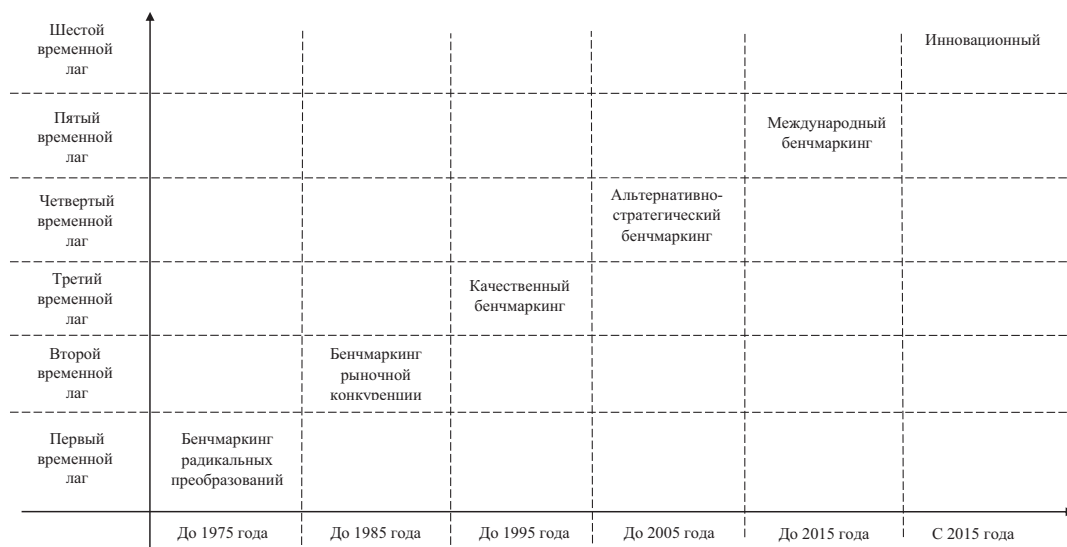 Шестой
временной
лаг
Инновационный
Пятый
временной
лаг
Международный
бенчмаркинг
Четвертый
временной
лаг
Альтернативно-
стратегический
бенчмаркинг
Третий
временной
лаг
Качественный
бенчмаркинг
Второй
временной
лаг
Бенчмаркинг
рыночной
конкуренции
Первый
временной
лаг
Бенчмаркинг
радикальных
преобразований
До 1975 года
До 1985 года
До 1995 года
До 2005 года
До 2015 года
С 2015 года